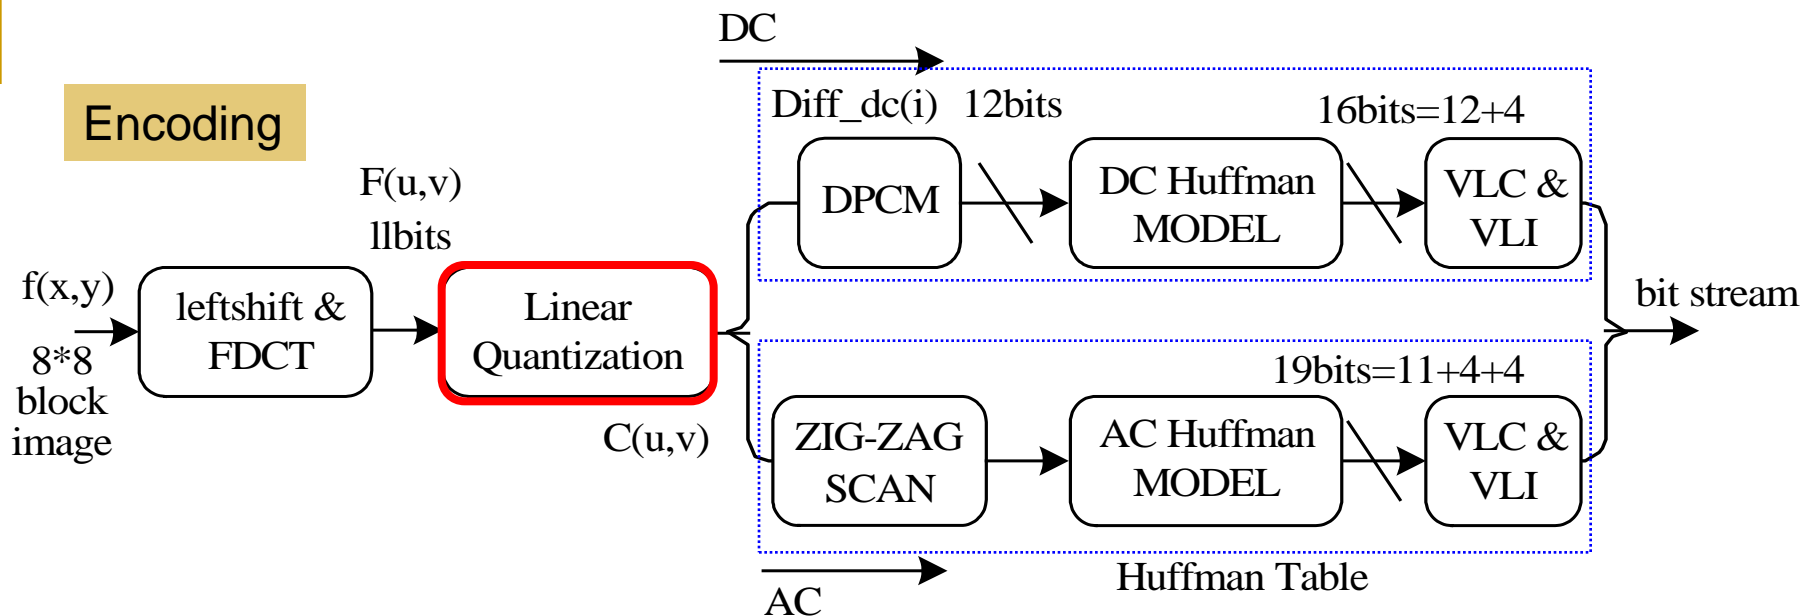 DC
Encoding
Diff_dc(i) 12bits
16bits=12+4
F(u,v)
llbits
DPCM
DC Huffman
MODEL
VLC &
VLI
f(x,y)
8*8
block
image
leftshift &
FDCT
Linear
Quantization
C(u,v)
bit stream
19bits=11+4+4
ZIG-ZAG
SCAN
AC Huffman
MODEL
VLC &
VLI
AC
Huffman Table